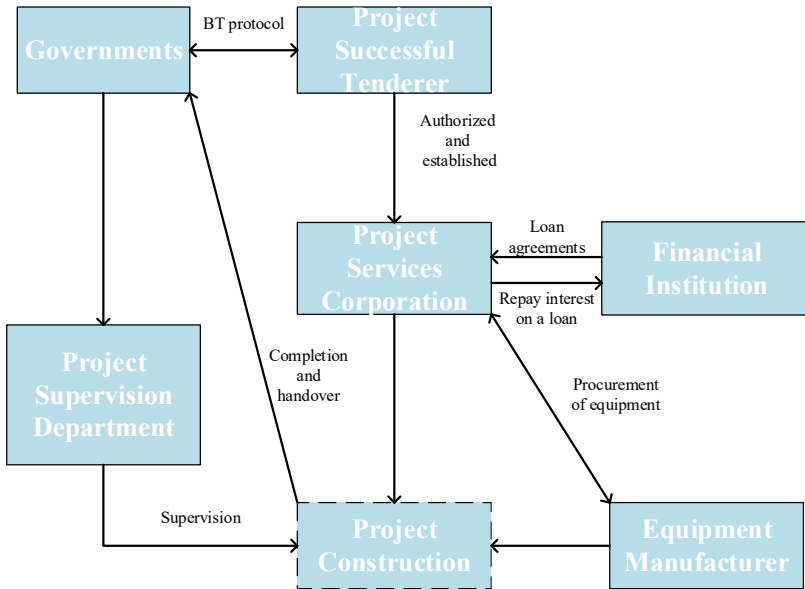 BT protocol
Governments
Project
Successful
Tenderer
Authorized
and
established
Project
Services
Corporation
Loan
agreements
Repay interest
on a loan
Financial
Institution
Project
Supervision
Department
Completion
and
handover
Procurement
of equipment
Supervision
Project
Construction
Equipment
Manufacturer